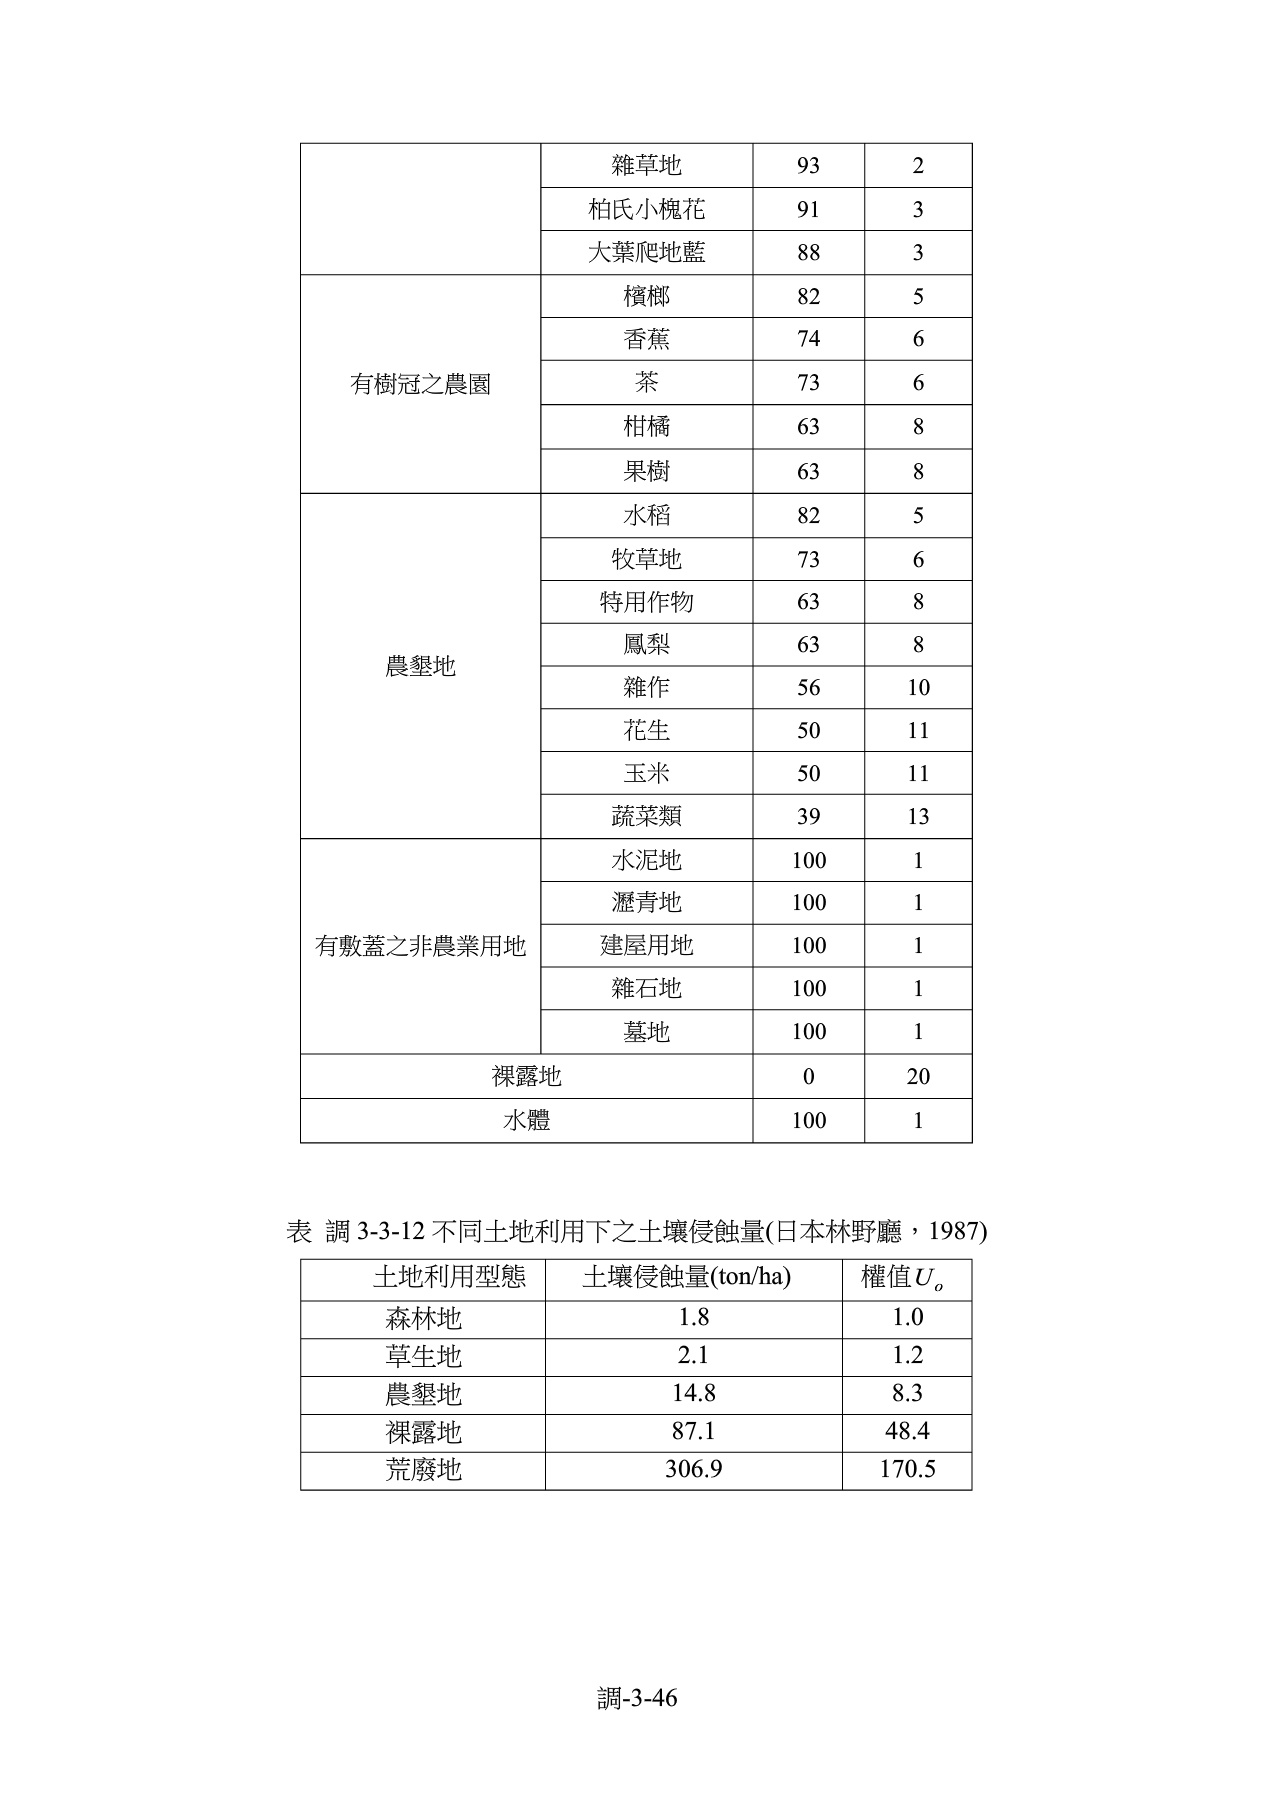 雜草地 93 2
柏氏小槐花 91 3
大葉爬地藍 88 3
檳榔 82 5
香蕉 74 6
有樹冠之農園 茶 73 6
柑橘 63 8
果樹 63 8
水稻 82 5
牧草地 73 6
特用作物 63 8
鳳梨 63 8
農墾地 雜作 56 10
花生 50 11
玉米 50 11
蔬菜類 39 13
水泥地 100 1
瀝青地 100 1
有敷蓋之非農業用地 建屋用地 100 1
雜石地 100 1
墓地 100 1
裸露地 0 20
水體 100 1
表 調 3-3-12 不同土地利用下之土壤侵蝕量(日本林野廳，1987)
土地利用型態 土壤侵蝕量(ton/ha) 權值Uo
森林地 1.8 1.0
草生地 2.1 1.2
農墾地 14.8 8.3
裸露地 87.1 48.4
荒廢地 306.9 170.5
調-3-46